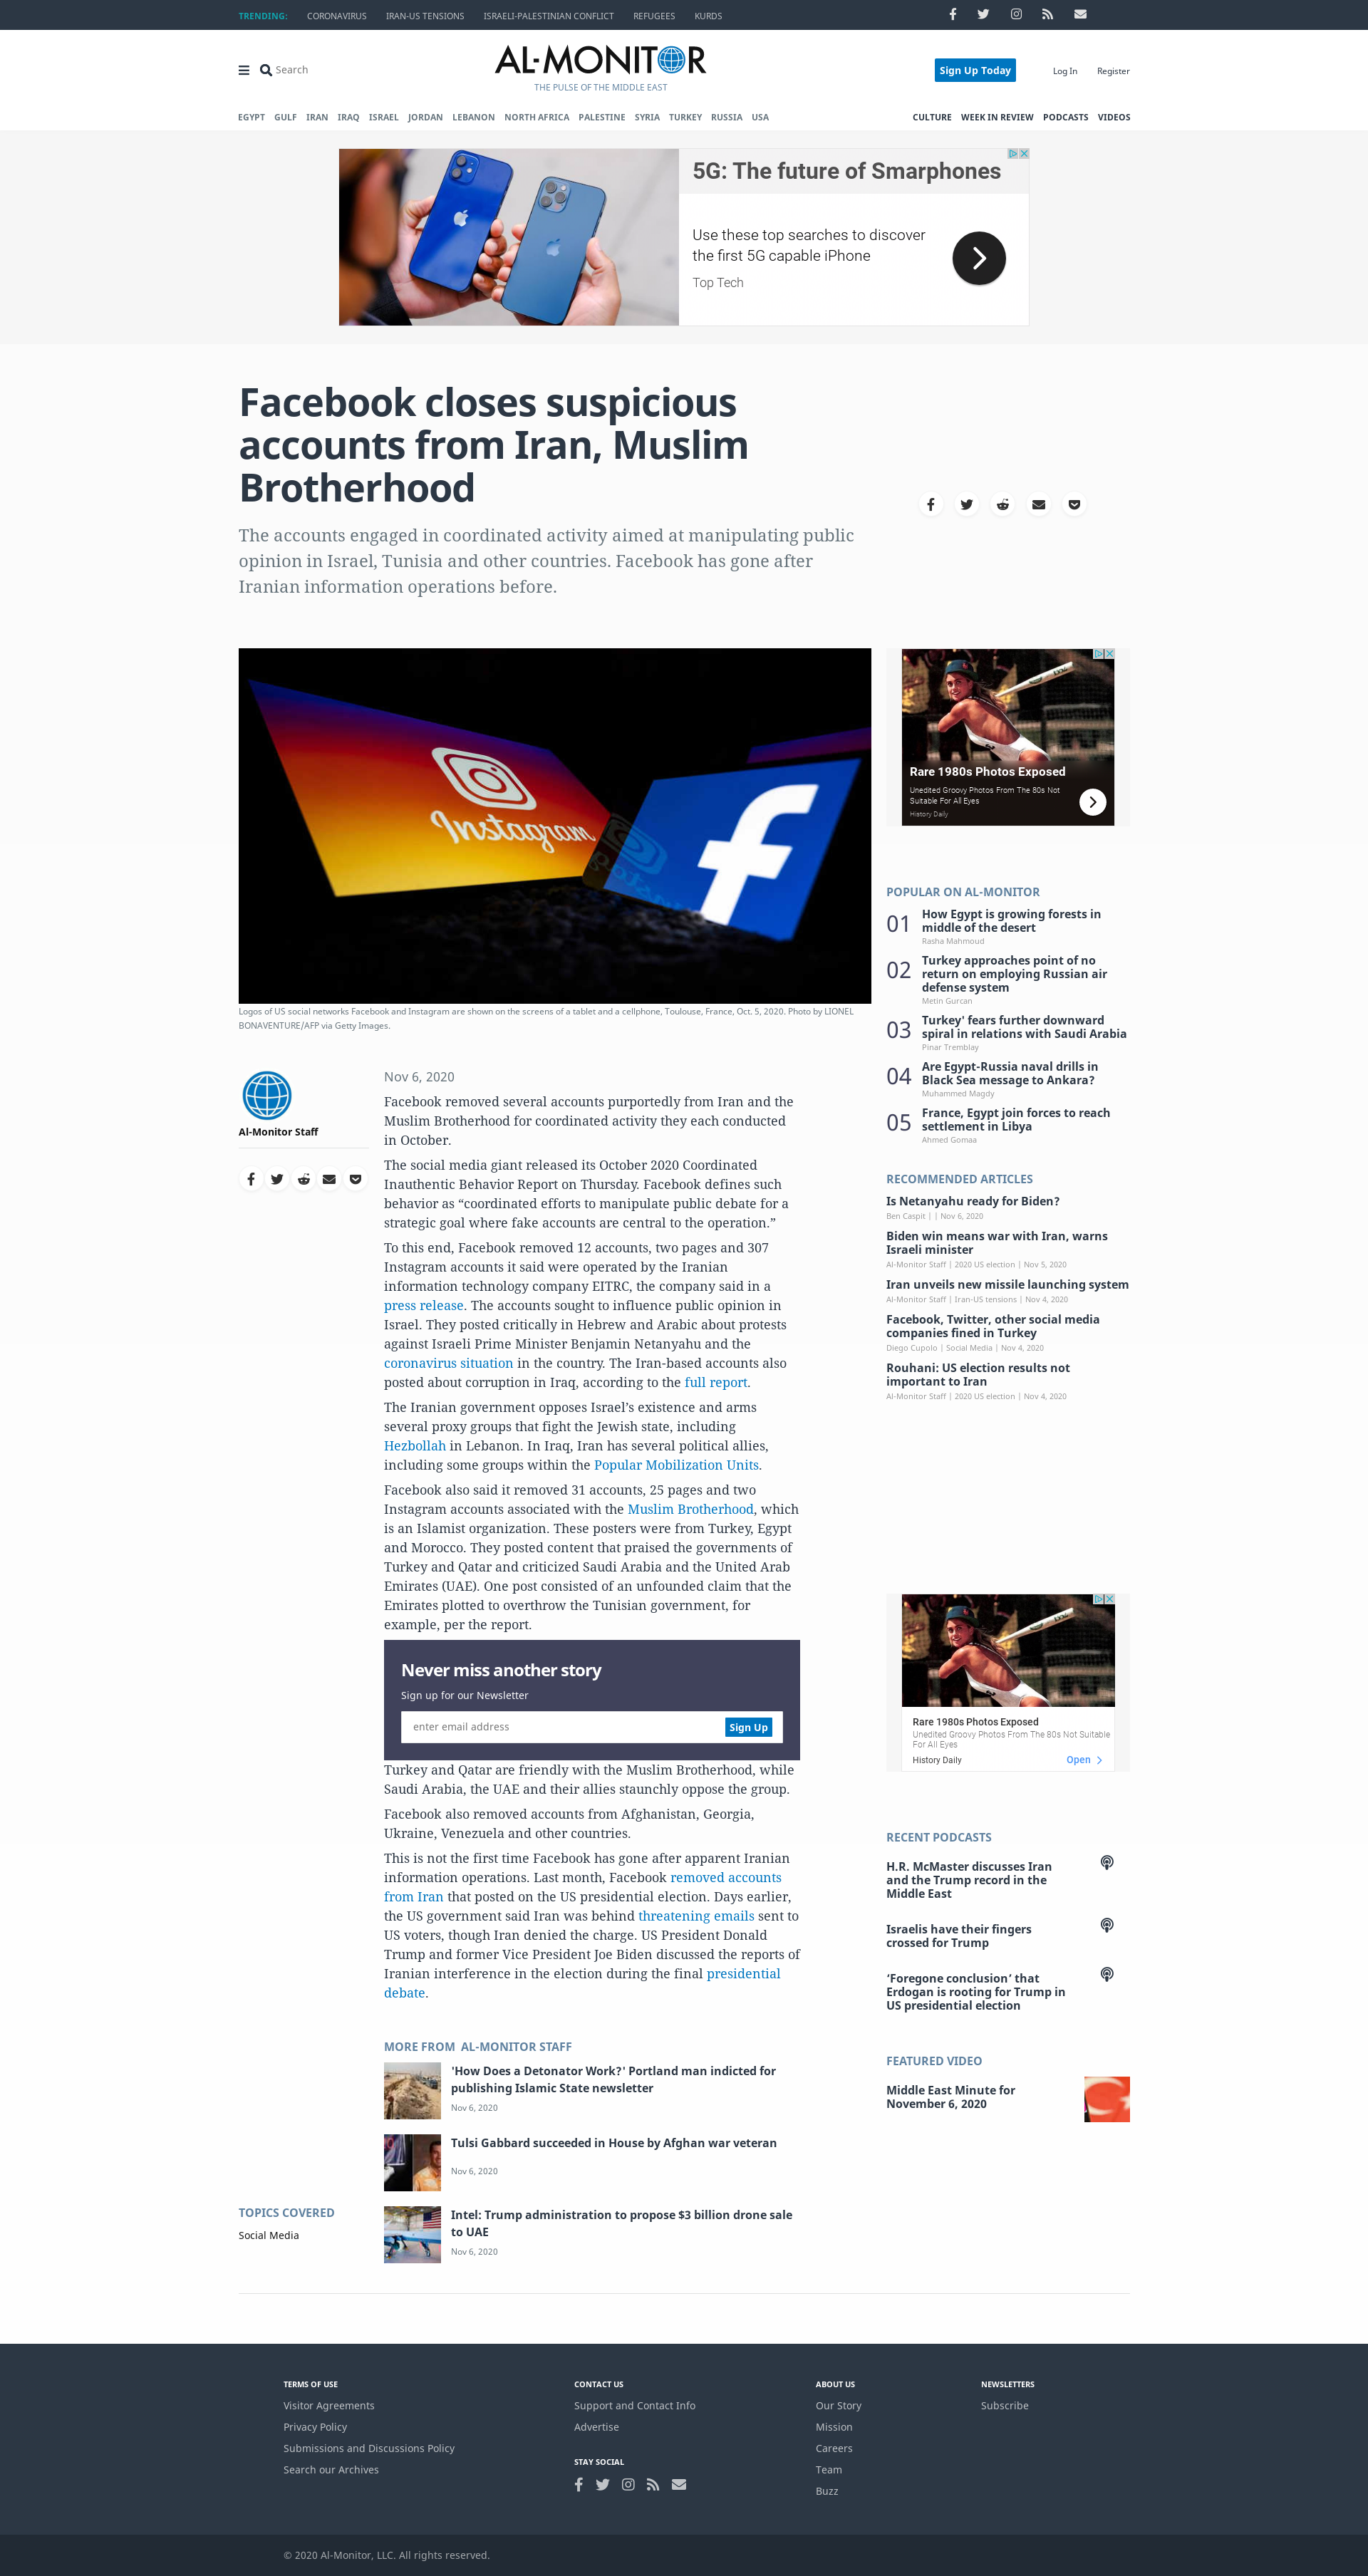 TRENDING: CORONAVIRUS IRAN-US TENSIONS ISRAELI-PALESTINIAN CONFLICT REFUGEES KURDS
Search
AL-MONITOR
THE PULSE OF THE MIDDLE EAST
Sign Up Today
Log In
Register
EGYPT GULF IRAN IRAQ ISRAEL JORDAN LEBANON NORTH AFRICA PALESTINE SYRIA TURKEY RUSSIA USA
CULTURE WEEK IN REVIEW PODCASTS VIDEOS
5G: The future of Smarphones
Use these top searches to discover
the first 5G capable iPhone
Top Tech
Facebook closes suspicious
accounts from Iran, Muslim
Brotherhood
The accounts engaged in coordinated activity aimed at manipulating public
opinion in Israel, Tunisia and other countries. Facebook has gone after
Iranian information operations before.
Instagram
Logos of US social networks Facebook and Instagram are shown on the screens of a tablet and a cellphone, Toulouse, France, Oct. 5, 2020. Photo by LIONEL
BONAVENTURE/AFP via Getty Images.
Al-Monitor Staff
Nov 6, 2020
Facebook removed several accounts purportedly from Iran and the
Muslim Brotherhood for coordinated activity they each conducted
in October.
The social media giant released its October 2020 Coordinated
Inauthentic Behavior Report on Thursday. Facebook defines such
behavior as “coordinated efforts to manipulate public debate for a
strategic goal where fake accounts are central to the operation.”
To this end, Facebook removed 12 accounts, two pages and 307
Instagram accounts it said were operated by the Iranian
information technology company EITRC, the company said in a
press release. The accounts sought to influence public opinion in
Israel. They posted critically in Hebrew and Arabic about protests
against Israeli Prime Minister Benjamin Netanyahu and the
coronavirus situation in the country. The Iran-based accounts also
posted about corruption in Iraq, according to the full report.
The Iranian government opposes Israel’s existence and arms
several proxy groups that fight the Jewish state, including
Hezbollah in Lebanon. In Iraq, Iran has several political allies,
including some groups within the Popular Mobilization Units.
Facebook also said it removed 31 accounts, 25 pages and two
Instagram accounts associated with the Muslim Brotherhood, which
is an Islamist organization. These posters were from Turkey, Egypt
and Morocco. They posted content that praised the governments of
Turkey and Qatar and criticized Saudi Arabia and the United Arab
Emirates (UAE). One post consisted of an unfounded claim that the
Emirates plotted to overthrow the Tunisian government, for
example, per the report.
Never miss another story
Sign up for our Newsletter
enter email address
Sign Up
Turkey and Qatar are friendly with the Muslim Brotherhood, while
Saudi Arabia, the UAE and their allies staunchly oppose the group.
Facebook also removed accounts from Afghanistan, Georgia,
Ukraine, Venezuela and other countries.
This is not the first time Facebook has gone after apparent Iranian
information operations. Last month, Facebook removed accounts
from Iran that posted on the US presidential election. Days earlier,
the US government said Iran was behind threatening emails sent to
US voters, though Iran denied the charge. US President Donald
Trump and former Vice President Joe Biden discussed the reports of
Iranian interference in the election during the final presidential
debate.
MORE FROM AL-MONITOR STAFF
'How Does a Detonator Work?' Portland man indicted for
publishing Islamic State newsletter
Nov 6, 2020
Tulsi Gabbard succeeded in House by Afghan war veteran
Nov 6, 2020
Intel: Trump administration to propose $3 billion drone sale
to UAE
Nov 6, 2020
TOPICS COVERED
Social Media
Rare 1980s Photos Exposed
Unedited Groovy Photos From The 80s Not
Suitable For All Eyes
History Daily
POPULAR ON AL-MONITOR
01 How Egypt is growing forests in
middle of the desert
Rasha Mahmoud
02 Turkey approaches point of no
return on employing Russian air
defense system
Metin Gurcan
03 Turkey' fears further downward
spiral in relations with Saudi Arabia
Pinar Tremblay
04 Are Egypt-Russia naval drills in
Black Sea message to Ankara?
Muhammed Magdy
05 France, Egypt join forces to reach
settlement in Libya
Ahmed Gomaa
RECOMMENDED ARTICLES
Is Netanyahu ready for Biden?
Ben Caspit | | Nov 6, 2020
Biden win means war with Iran, warns
Israeli minister
Al-Monitor Staff | 2020 US election | Nov 5, 2020
Iran unveils new missile launching system
Al-Monitor Staff | Iran-US tensions | Nov 4, 2020
Facebook, Twitter, other social media
companies fined in Turkey
Diego Cupolo | Social Media | Nov 4, 2020
Rouhani: US election results not
important to Iran
Al-Monitor Staff | 2020 US election | Nov 4, 2020
Rare 1980s Photos Exposed
Unedited Groovy Photos From The 80s Not Suitable
For All Eyes
History Daily
Open
RECENT PODCASTS
H.R. McMaster discusses Iran
and the Trump record in the
Middle East
Israelis have their fingers
crossed for Trump
‘Foregone conclusion’ that
Erdogan is rooting for Trump in
US presidential election
FEATURED VIDEO
Middle East Minute for
November 6, 2020
TERMS OF USE
Visitor Agreements
Privacy Policy
Submissions and Discussions Policy
Search our Archives
CONTACT US
Support and Contact Info
Advertise
STAY SOCIAL
ABOUT US
Our Story
Mission
Careers
Team
Buzz
NEWSLETTERS
Subscribe
© 2020 Al-Monitor, LLC. All rights reserved.